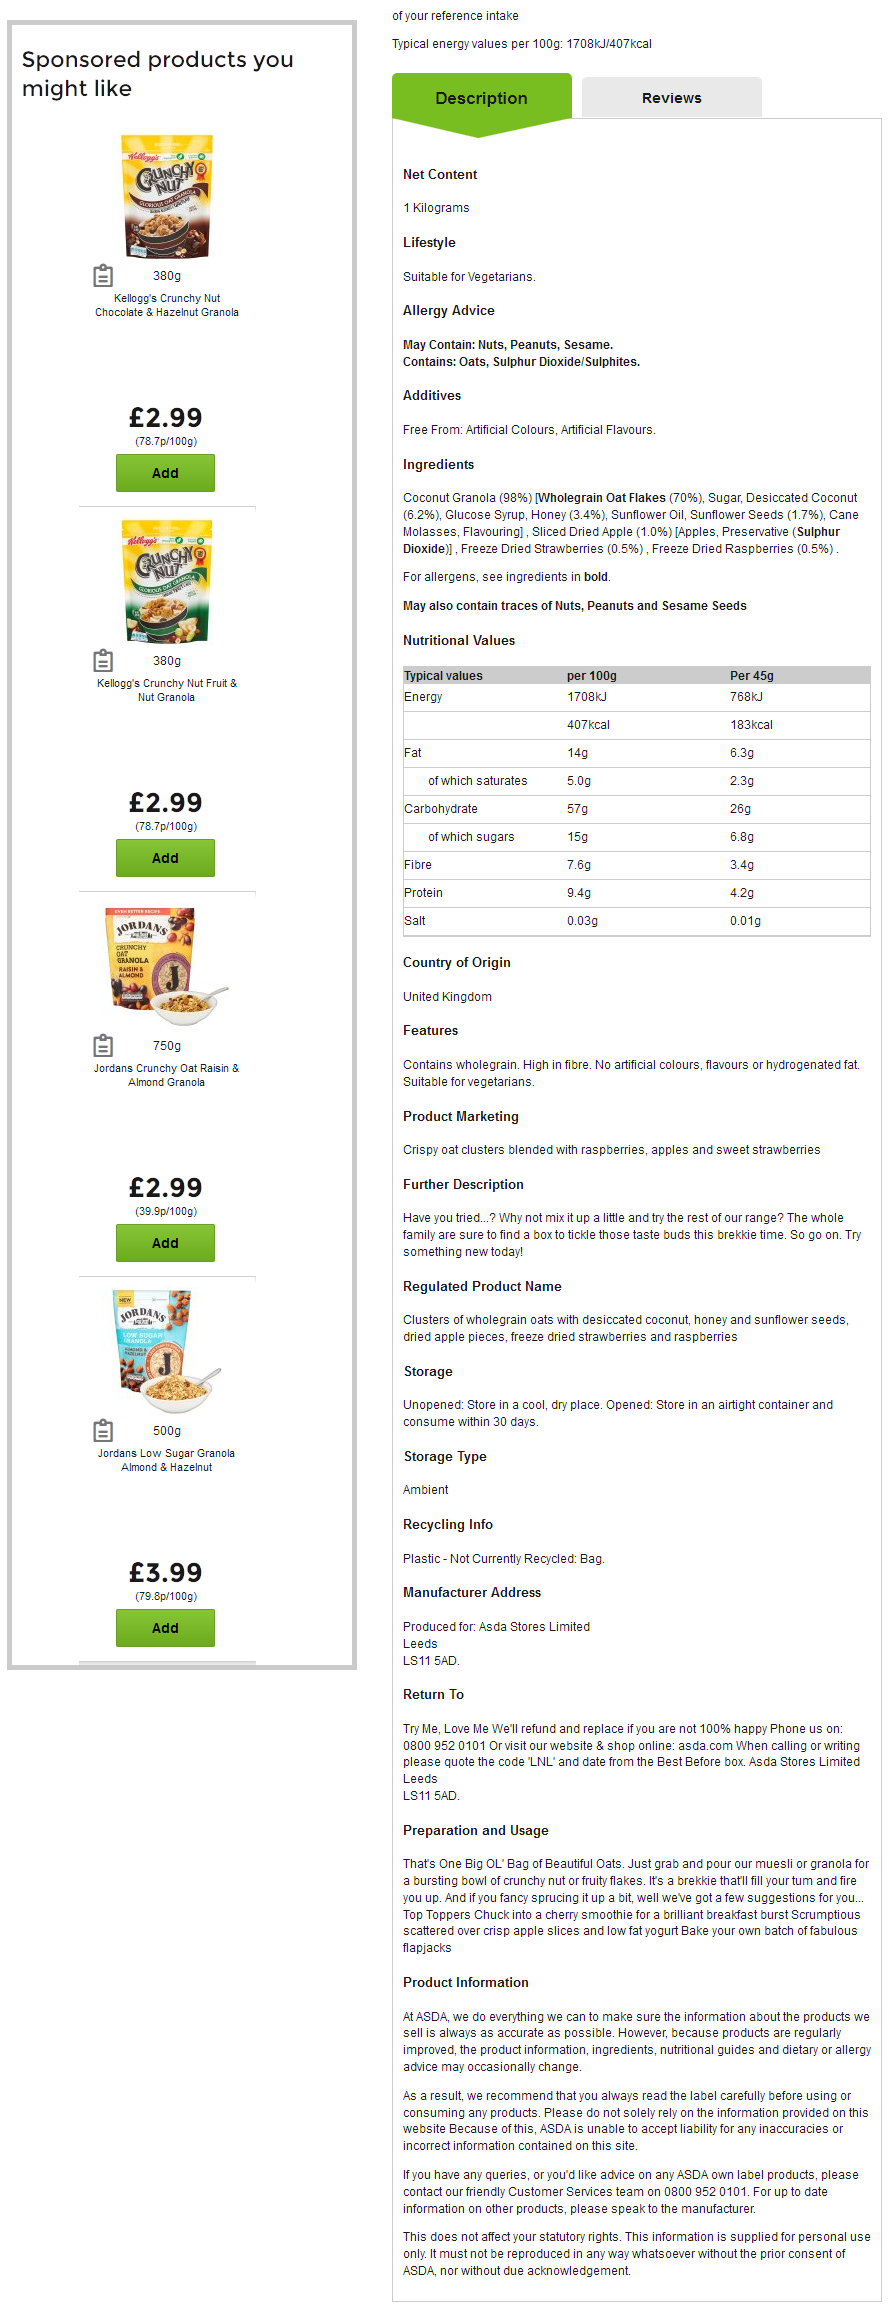 Sponsored products you
might like
Kellogg's
CRUNCHY
NUT
GLORIOUS OAT GRANOLA
380g
Kellogg's Crunchy Nut
Chocolate & Hazelnut Granola
£2.99
(78.7p/100g)
Add
Kellogg's
CRUNCHY
NUT
GLORIOUS OAT GRANOLA
380g
Kellogg's Crunchy Nut Fruit &
Nut Granola
£2.99
(78.7p/100g)
Add
EVEN BETTER RECIPE
JORDANS
CRUNCHY
OAT
GRANOLA
RAISIN &
ALMOND
J
750g
Jordans Crunchy Oat Raisin &
Almond Granola
£2.99
(39.9p/100g)
Add
NEW
JORDANS
LOW SUGAR
GRANOLA
ALMOND &
HAZELNUT
J
500g
Jordans Low Sugar Granola
Almond & Hazelnut
£3.99
(79.8p/100g)
Add
of your reference intake
Typical energy values per 100g: 1708kJ/407kcal
Description Reviews
Net Content
1 Kilograms
Lifestyle
Suitable for Vegetarians.
Allergy Advice
May Contain: Nuts, Peanuts, Sesame.
Contains: Oats, Sulphur Dioxide/Sulphites.
Additives
Free From: Artificial Colours, Artificial Flavours.
Ingredients
Coconut Granola (98%) [Wholegrain Oat Flakes (70%), Sugar, Desiccated Coconut
(6.2%), Glucose Syrup, Honey (3.4%), Sunflower Oil, Sunflower Seeds (1.7%), Cane
Molasses, Flavouring] , Sliced Dried Apple (1.0%) [Apples, Preservative (Sulphur
Dioxide)] , Freeze Dried Strawberries (0.5%) , Freeze Dried Raspberries (0.5%) .
For allergens, see ingredients in bold.
May also contain traces of Nuts, Peanuts and Sesame Seeds
Nutritional Values
Typical values per 100g Per 45g
Energy 1708kJ 768kJ
407kcal 183kcal
Fat 14g 6.3g
of which saturates 5.0g 2.3g
Carbohydrate 57g 26g
of which sugars 15g 6.8g
Fibre 7.6g 3.4g
Protein 9.4g 4.2g
Salt 0.03g 0.01g
Country of Origin
United Kingdom
Features
Contains wholegrain. High in fibre. No artificial colours, flavours or hydrogenated fat.
Suitable for vegetarians.
Product Marketing
Crispy oat clusters blended with raspberries, apples and sweet strawberries
Further Description
Have you tried...? Why not mix it up a little and try the rest of our range? The whole
family are sure to find a box to tickle those taste buds this brekkie time. So go on. Try
something new today!
Regulated Product Name
Clusters of wholegrain oats with desiccated coconut, honey and sunflower seeds,
dried apple pieces, freeze dried strawberries and raspberries
Storage
Unopened: Store in a cool, dry place. Opened: Store in an airtight container and
consume within 30 days.
Storage Type
Ambient
Recycling Info
Plastic - Not Currently Recycled: Bag.
Manufacturer Address
Produced for: Asda Stores Limited
Leeds
LS11 5AD.
Return To
Try Me, Love Me We'll refund and replace if you are not 100% happy Phone us on:
0800 952 0101 Or visit our website & shop online: asda.com When calling or writing
please quote the code 'LNL' and date from the Best Before box. Asda Stores Limited
Leeds
LS11 5AD.
Preparation and Usage
That's One Big OL' Bag of Beautiful Oats. Just grab and pour our muesli or granola for
a bursting bowl of crunchy nut or fruity flakes. It's a brekkie that'll fill your tum and fire
you up. And if you fancy sprucing it up a bit, well we've got a few suggestions for you...
Top Toppers Chuck into a cherry smoothie for a brilliant breakfast burst Scrumptious
scattered over crisp apple slices and low fat yogurt Bake your own batch of fabulous
flapjacks
Product Information
At ASDA, we do everything we can to make sure the information about the products we
sell is always as accurate as possible. However, because products are regularly
improved, the product information, ingredients, nutritional guides and dietary or allergy
advice may occasionally change.
As a result, we recommend that you always read the label carefully before using or
consuming any products. Please do not solely rely on the information provided on this
website Because of this, ASDA is unable to accept liability for any inaccuracies or
incorrect information contained on this site.
If you have any queries, or you'd like advice on any ASDA own label products, please
contact our friendly Customer Services team on 0800 952 0101. For up to date
information on other products, please speak to the manufacturer.
This does not affect your statutory rights. This information is supplied for personal use
only. It must not be reproduced in any way whatsoever without the prior consent of
ASDA, nor without due acknowledgement.